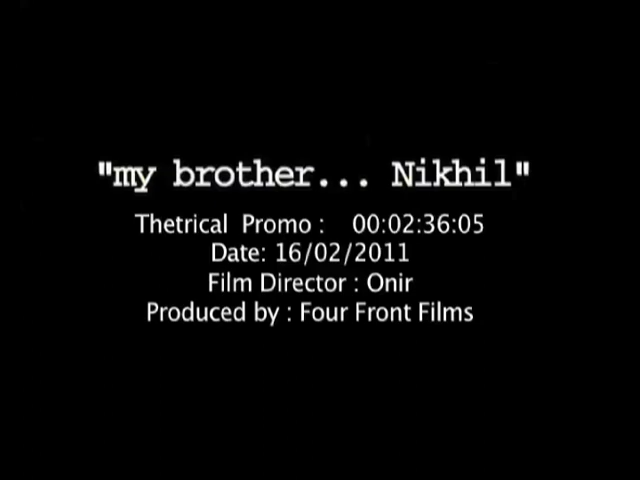 "my brother... Nikhil"
Thetrical Promo : 00:02:36:05
Date: 16/02/2011
Film Director : Onir
Produced by : Four Front Films